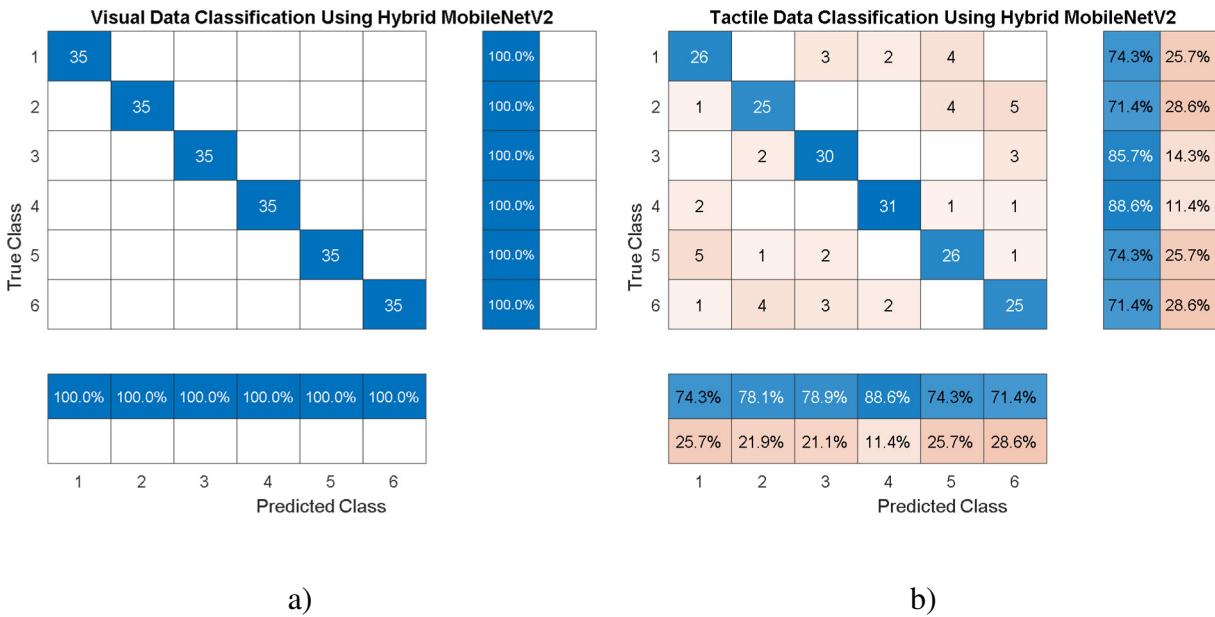 Visual Data Classification Using Hybrid MobileNetV2
1 35 100.0%
2 35 100.0%
3 35 100.0%
4 35 100.0%
5 35 100.0%
6 35 100.0%
True Class
100.0% 100.0% 100.0% 100.0% 100.0% 100.0%
1 2 3 4 5 6
Predicted Class
a)
Tactile Data Classification Using Hybrid MobileNetV2
1 26 3 2 4 74.3% 25.7%
2 1 25 4 5 71.4% 28.6%
3 2 30 3 85.7% 14.3%
4 2 31 1 1 88.6% 11.4%
5 5 1 2 26 1 74.3% 25.7%
6 1 4 3 2 25 71.4% 28.6%
True Class
74.3% 78.1% 78.9% 88.6% 74.3% 71.4%
25.7% 21.9% 21.1% 11.4% 25.7% 28.6%
1 2 3 4 5 6
Predicted Class
b)